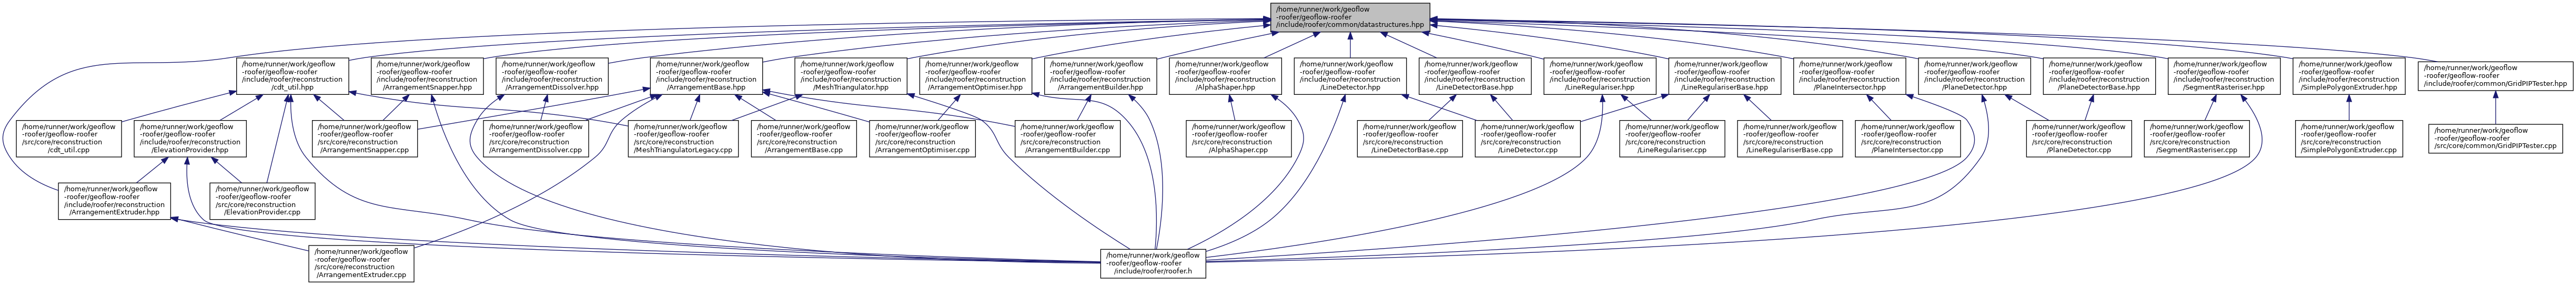 /home/runner/work/geoflow
-roofer/geoflow-roofer
/include/roofer/common/datastructures.hpp
/home/runner/work/geoflow
-roofer/geoflow-roofer
/include/roofer/reconstruction
/cdt_util.hpp
/home/runner/work/geoflow
-roofer/geoflow-roofer
/include/roofer/reconstruction
/ArrangementSnapper.hpp
/home/runner/work/geoflow
-roofer/geoflow-roofer
/include/roofer/reconstruction
/ArrangementDissolver.hpp
/home/runner/work/geoflow
-roofer/geoflow-roofer
/include/roofer/reconstruction
/ArrangementBase.hpp
/home/runner/work/geoflow
-roofer/geoflow-roofer
/include/roofer/reconstruction
/MeshTriangulator.hpp
/home/runner/work/geoflow
-roofer/geoflow-roofer
/include/roofer/reconstruction
/ArrangementOptimiser.hpp
/home/runner/work/geoflow
-roofer/geoflow-roofer
/include/roofer/reconstruction
/ArrangementBuilder.hpp
/home/runner/work/geoflow
-roofer/geoflow-roofer
/include/roofer/reconstruction
/AlphaShaper.hpp
/home/runner/work/geoflow
-roofer/geoflow-roofer
/include/roofer/reconstruction
/LineDetector.hpp
/home/runner/work/geoflow
-roofer/geoflow-roofer
/include/roofer/reconstruction
/LineDetectorBase.hpp
/home/runner/work/geoflow
-roofer/geoflow-roofer
/include/roofer/reconstruction
/LineRegulariser.hpp
/home/runner/work/geoflow
-roofer/geoflow-roofer
/include/roofer/reconstruction
/LineRegulariserBase.hpp
/home/runner/work/geoflow
-roofer/geoflow-roofer
/include/roofer/reconstruction
/PlaneIntersector.hpp
/home/runner/work/geoflow
-roofer/geoflow-roofer
/include/roofer/reconstruction
/PlaneDetector.hpp
/home/runner/work/geoflow
-roofer/geoflow-roofer
/include/roofer/reconstruction
/PlaneDetectorBase.hpp
/home/runner/work/geoflow
-roofer/geoflow-roofer
/include/roofer/reconstruction
/SegmentRasteriser.hpp
/home/runner/work/geoflow
-roofer/geoflow-roofer
/include/roofer/reconstruction
/SimplePolygonExtruder.hpp
/home/runner/work/geoflow
-roofer/geoflow-roofer
/include/roofer/common/GridPIPTester.hpp
/home/runner/work/geoflow
-roofer/geoflow-roofer
/src/core/reconstruction
/cdt_util.cpp
/home/runner/work/geoflow
-roofer/geoflow-roofer
/include/roofer/reconstruction
/ElevationProvider.hpp
/home/runner/work/geoflow
-roofer/geoflow-roofer
/src/core/reconstruction
/ArrangementSnapper.cpp
/home/runner/work/geoflow
-roofer/geoflow-roofer
/src/core/reconstruction
/ArrangementDissolver.cpp
/home/runner/work/geoflow
-roofer/geoflow-roofer
/src/core/reconstruction
/MeshTriangulatorLegacy.cpp
/home/runner/work/geoflow
-roofer/geoflow-roofer
/src/core/reconstruction
/ArrangementBase.cpp
/home/runner/work/geoflow
-roofer/geoflow-roofer
/src/core/reconstruction
/ArrangementOptimiser.cpp
/home/runner/work/geoflow
-roofer/geoflow-roofer
/src/core/reconstruction
/ArrangementBuilder.cpp
/home/runner/work/geoflow
-roofer/geoflow-roofer
/src/core/reconstruction
/AlphaShaper.cpp
/home/runner/work/geoflow
-roofer/geoflow-roofer
/src/core/reconstruction
/LineDetectorBase.cpp
/home/runner/work/geoflow
-roofer/geoflow-roofer
/src/core/reconstruction
/LineDetector.cpp
/home/runner/work/geoflow
-roofer/geoflow-roofer
/src/core/reconstruction
/LineRegulariser.cpp
/home/runner/work/geoflow
-roofer/geoflow-roofer
/src/core/reconstruction
/LineRegulariserBase.cpp
/home/runner/work/geoflow
-roofer/geoflow-roofer
/src/core/reconstruction
/PlaneIntersector.cpp
/home/runner/work/geoflow
-roofer/geoflow-roofer
/src/core/reconstruction
/PlaneDetector.cpp
/home/runner/work/geoflow
-roofer/geoflow-roofer
/src/core/reconstruction
/SegmentRasteriser.cpp
/home/runner/work/geoflow
-roofer/geoflow-roofer
/src/core/reconstruction
/SimplePolygonExtruder.cpp
/home/runner/work/geoflow
-roofer/geoflow-roofer
/src/core/common/GridPIPTester.cpp
/home/runner/work/geoflow
-roofer/geoflow-roofer
/include/roofer/reconstruction
/ArrangementExtruder.hpp
/home/runner/work/geoflow
-roofer/geoflow-roofer
/src/core/reconstruction
/ElevationProvider.cpp
/home/runner/work/geoflow
-roofer/geoflow-roofer
/src/core/reconstruction
/ArrangementExtruder.cpp
/home/runner/work/geoflow
-roofer/geoflow-roofer
/include/roofer/roofer.h